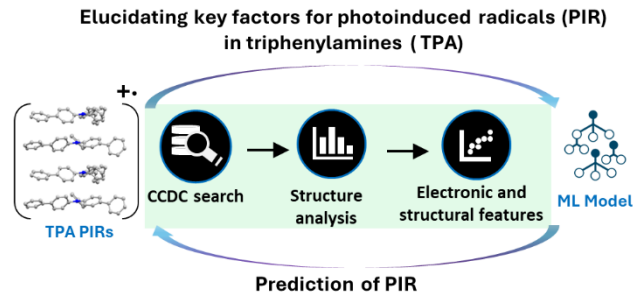 Elucidating key factors for photoinduced radicals (PIR)
in triphenylamines (TPA)
+•
CCDC search
Structure
analysis
Electronic and
structural features
TPA PIRs
ML Model
Prediction of PIR